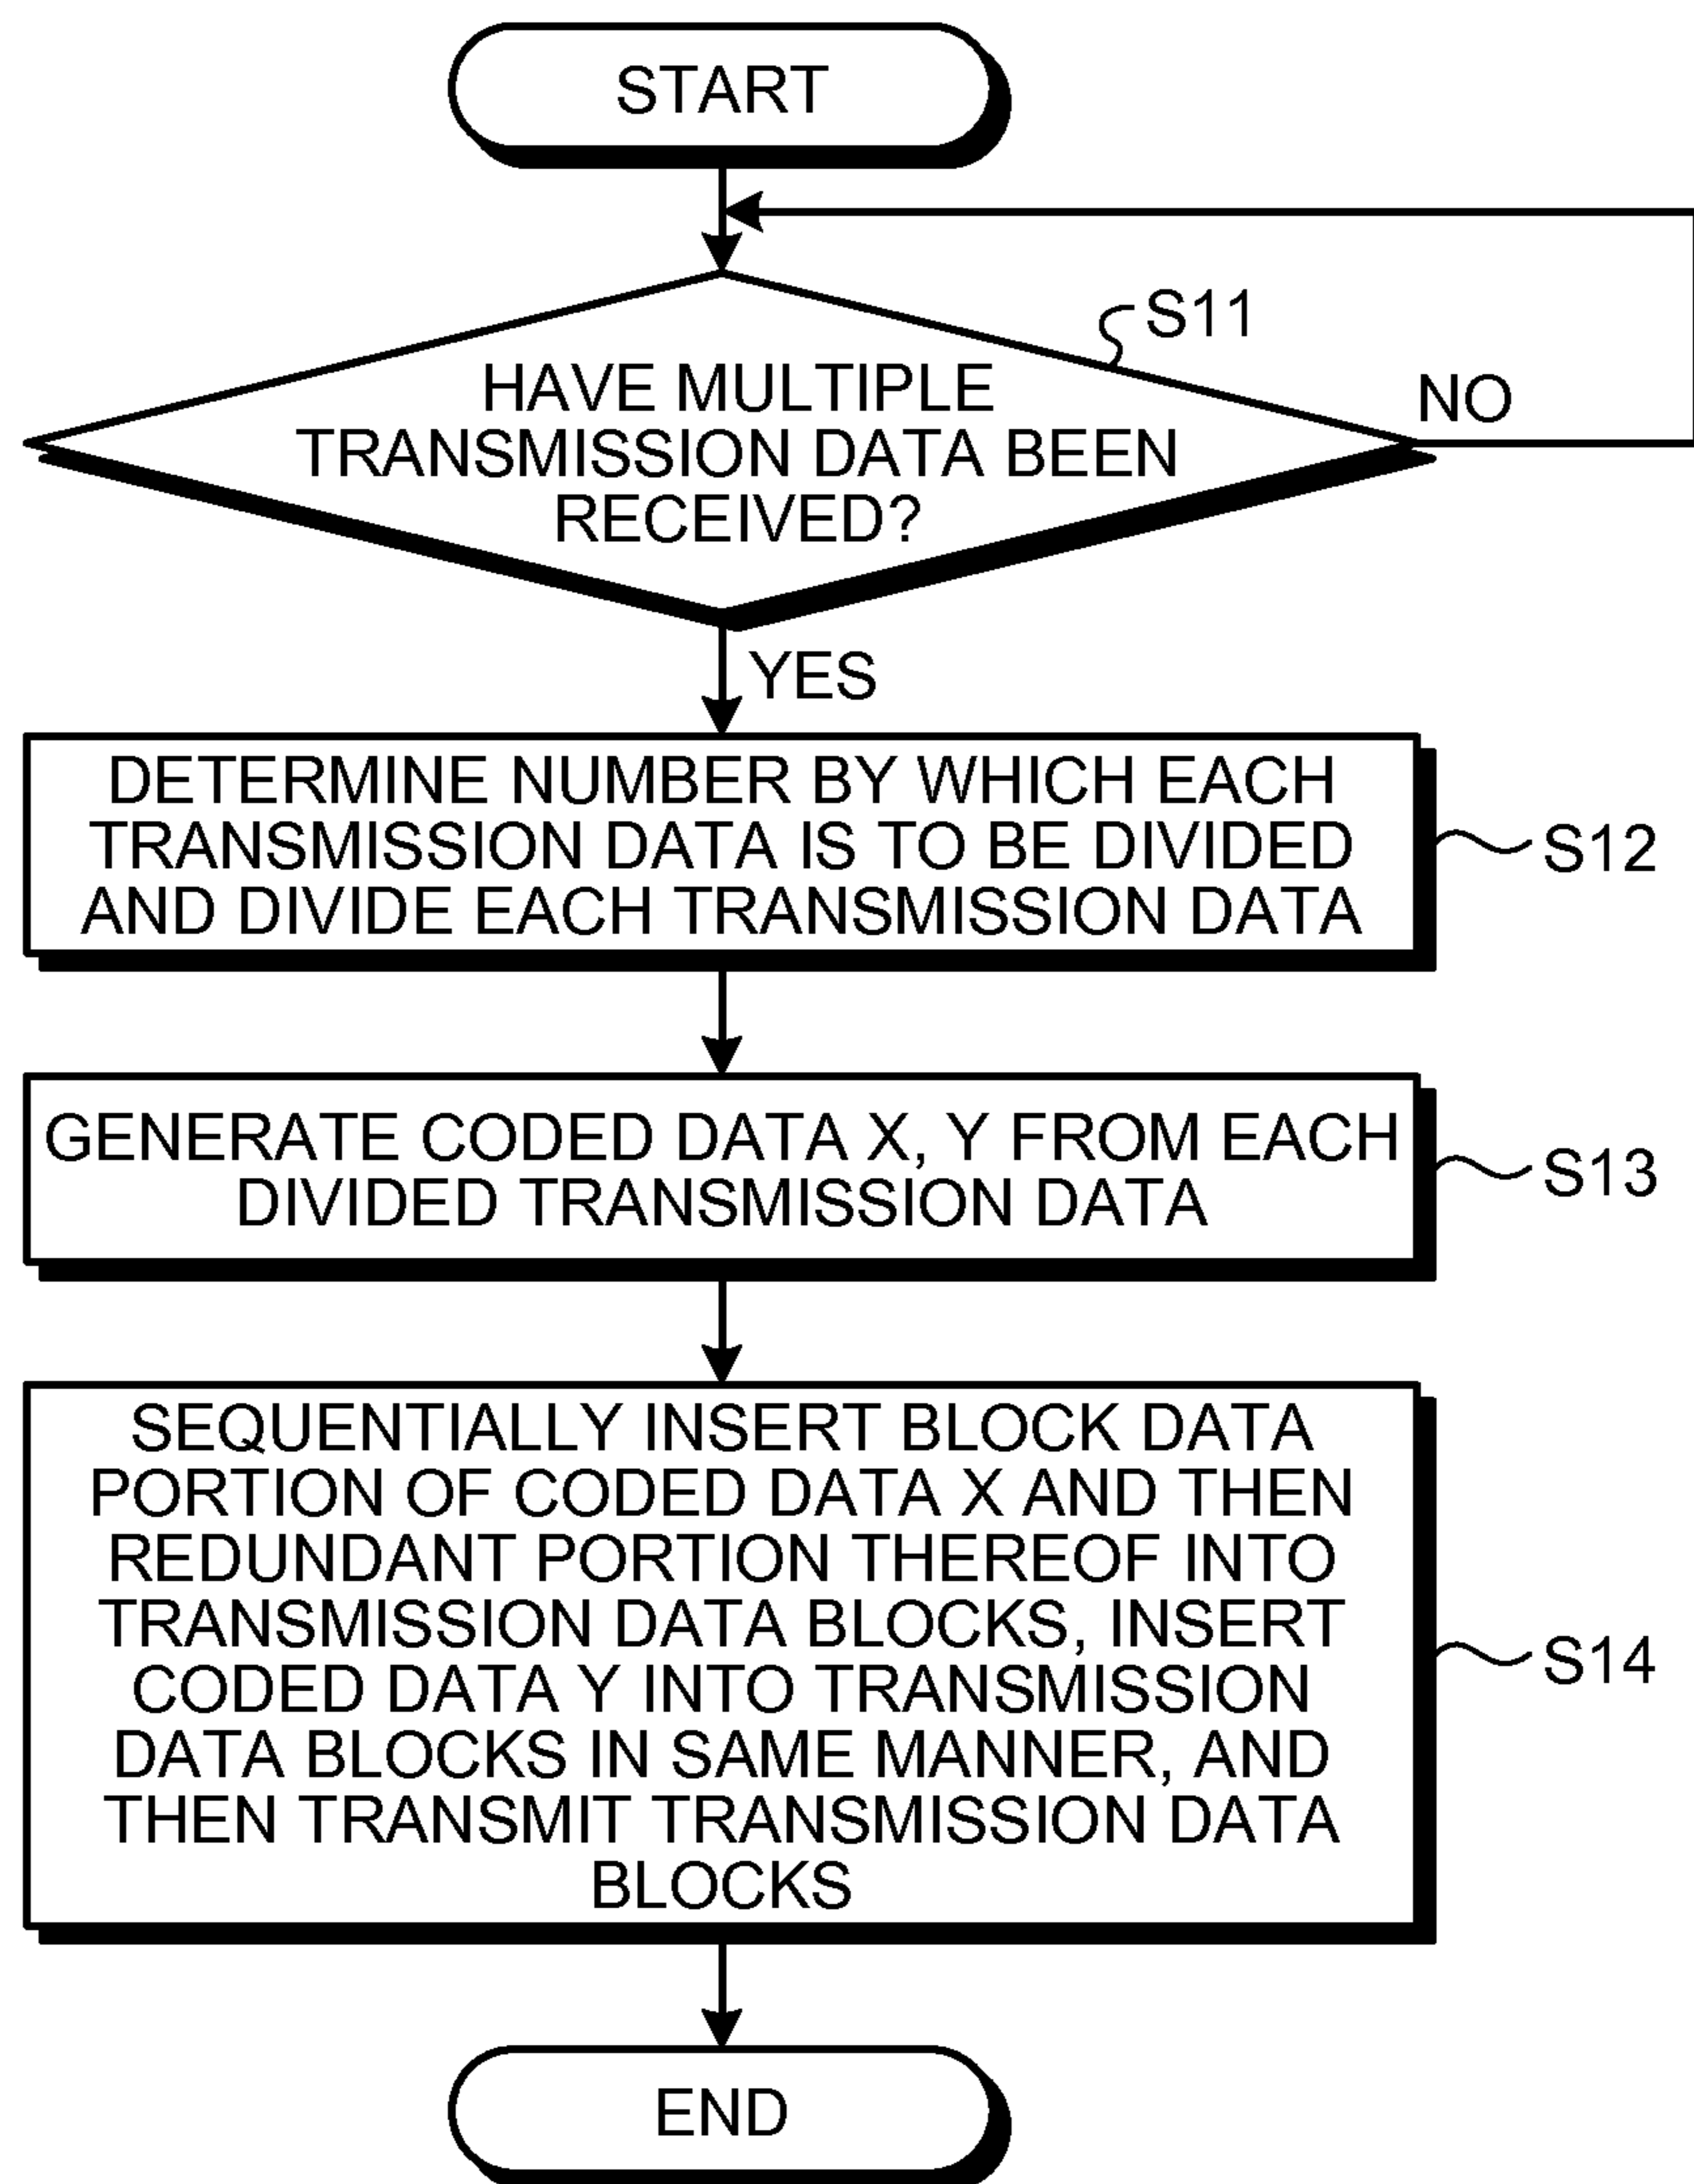 START
S11
HAVE MULTIPLE
TRANSMISSION DATA BEEN
RECEIVED?
NO
YES
DETERMINE NUMBER BY WHICH EACH
TRANSMISSION DATA IS TO BE DIVIDED
AND DIVIDE EACH TRANSMISSION DATA
S12
GENERATE CODED DATA X, Y FROM EACH
DIVIDED TRANSMISSION DATA
S13
SEQUENTIALLY INSERT BLOCK DATA
PORTION OF CODED DATA X AND THEN
REDUNDANT PORTION THEREOF INTO
TRANSMISSION DATA BLOCKS, INSERT
CODED DATA Y INTO TRANSMISSION
DATA BLOCKS IN SAME MANNER, AND
THEN TRANSMIT TRANSMISSION DATA
BLOCKS
S14
END